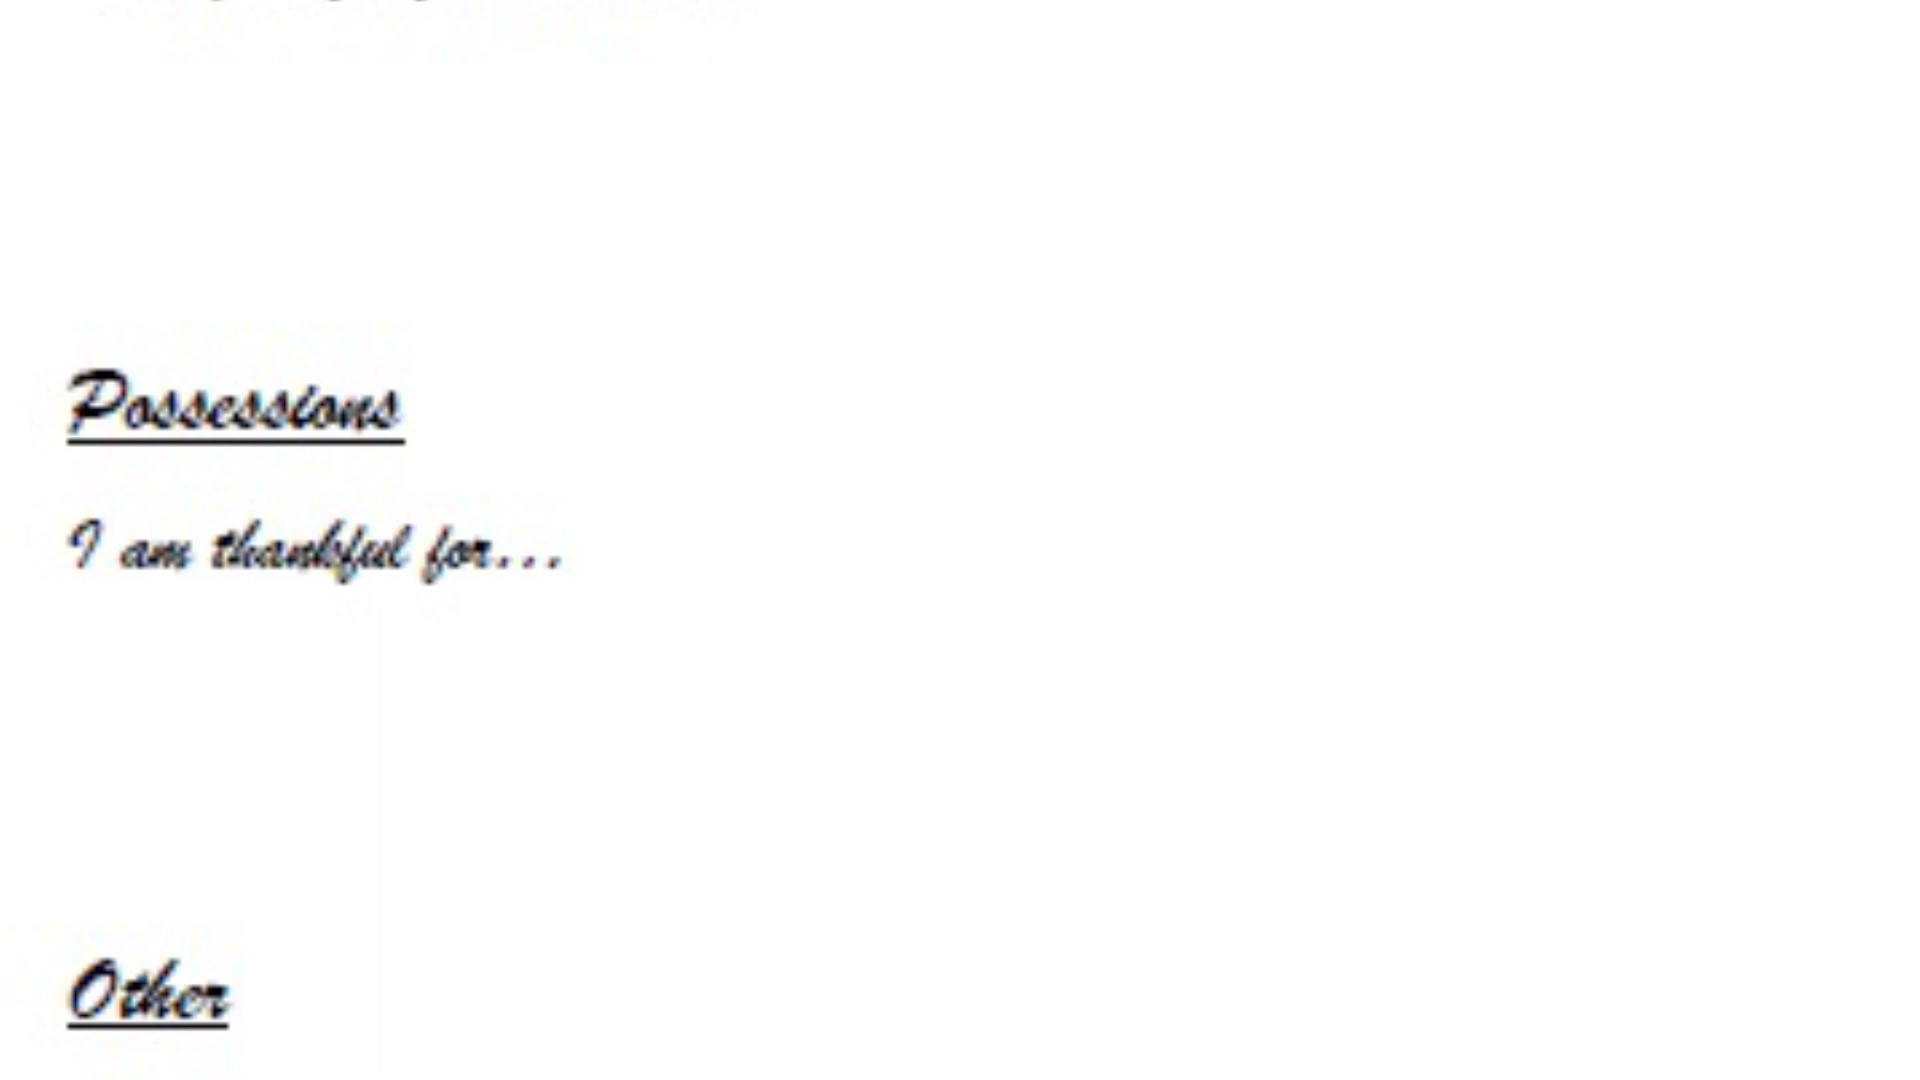 Possessions
I am thankful for...
Other